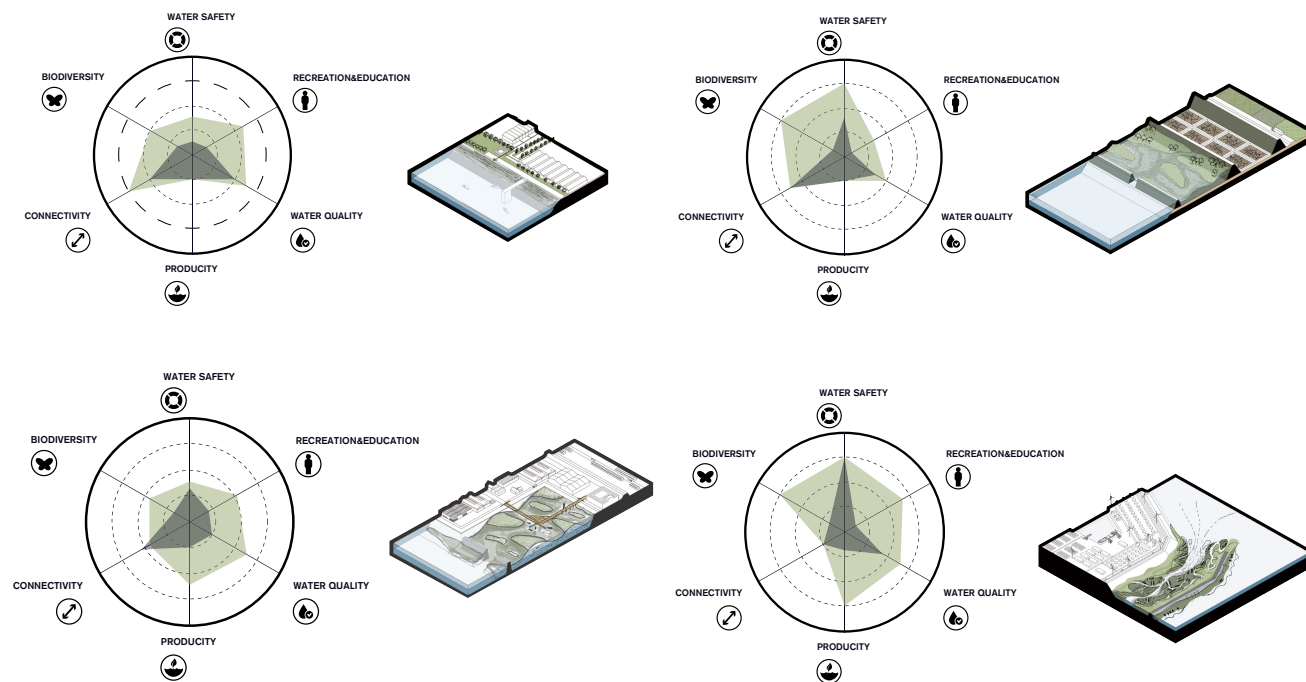 WATER SAFETY
BIODIVERSITY
RECREATION&EDUCATION
CONNECTIVITY
WATER QUALITY
PRODUCITY
WATER SAFETY
BIODIVERSITY
RECREATION&EDUCATION
CONNECTIVITY
WATER QUALITY
PRODUCITY
WATER SAFETY
BIODIVERSITY
RECREATION&EDUCATION
CONNECTIVITY
WATER QUALITY
PRODUCITY
WATER SAFETY
BIODIVERSITY
RECREATION&EDUCATION
CONNECTIVITY
WATER QUALITY
PRODUCITY